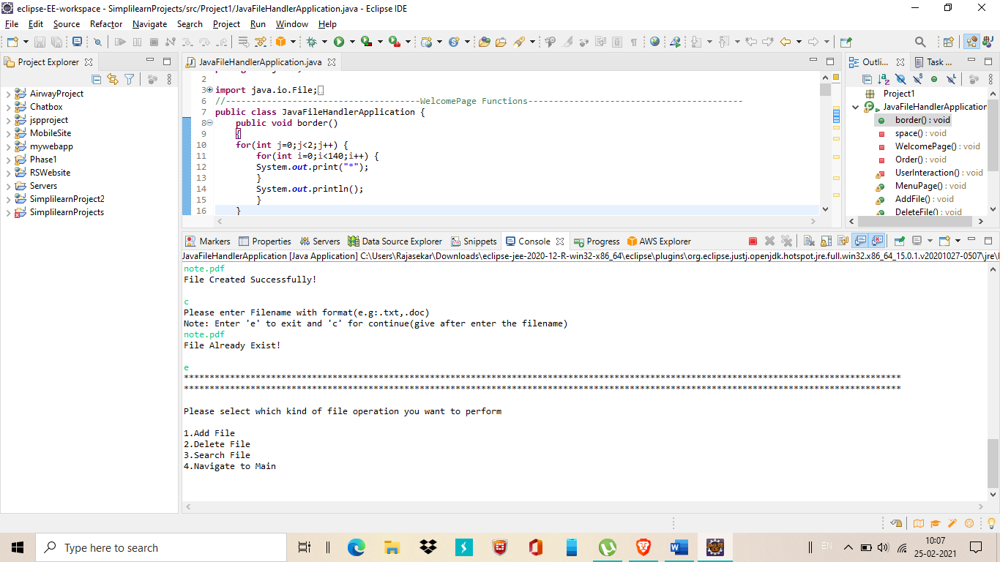 eclipse-EE-workspace - SimplilearnProjects/src/Project1/JavaFileHandlerApplication.java - Eclipse IDE
File Edit Source Refactor Navigate Search Project Run Window Help
Project Explorer
AirwayProject
Chatbox
jspproject
MobileSite
mywebapp
Phase1
RSWebsite
Servers
SimplilearnProject2
SimplilearnProjects
JavaFileHandlerApplication.java
2
3 import java.io.File;
6 //--------------------------------------WelcomePage Functions------------------------------------------
7 public class JavaFileHandlerApplication {
8 public void border()
9 {
10 for(int j=0;j<2;j++) {
11 for(int i=0;i<140;i++) {
12 System.out.print("*");
13 }
14 System.out.println();
15 }
16 }
Outli... Task ...
Project1
JavaFileHandlerApplication
border() : void
space() : void
WelcomePage() : void
Order() : void
UserInteraction() : void
MenuPage() : void
AddFile() : void
DeleteFile() : void
Markers Properties Servers Data Source Explorer Snippets Console Progress AWS Explorer
JavaFileHandlerApplication [Java Application] C:\Users\Rajasekar\Downloads\eclipse-jee-2020-12-R-win32-x86_64\eclipse\plugins\org.eclipse.justj.openjdk.hotspot.jre.full.win32.x86_64_15.0.1.v20201027-0507\jre\
note.pdf
File Created Successfully!
c
Please enter Filename with format(e.g:.txt,.doc)
Note: Enter 'e' to exit and 'c' for continue(give after enter the filename)
note.pdf
File Already Exist!
e
********************************************************************************************************************************************
********************************************************************************************************************************************
Please select which kind of file operation you want to perform
1.Add File
2.Delete File
3.Search File
4.Navigate to Main
Type here to search
EN
10:07
25-02-2021